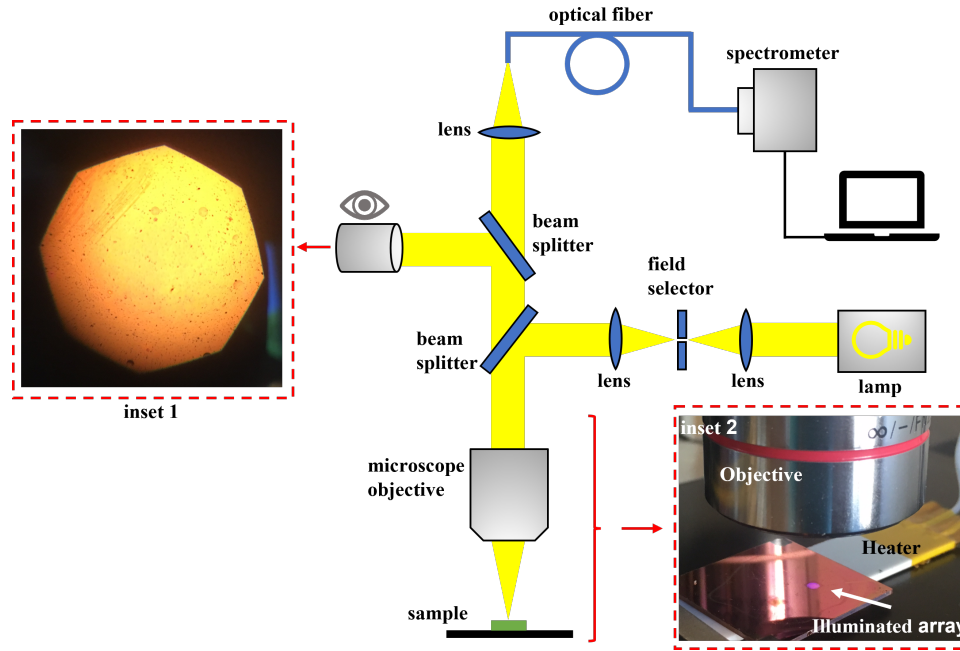 optical fiber
spectrometer
lens
beam
splitter
field
selector
beam
splitter
lens
lens
lamp
inset 1
microscope
objective
sample
inset 2
∞/-/F
Objective
Heater
Illuminated array